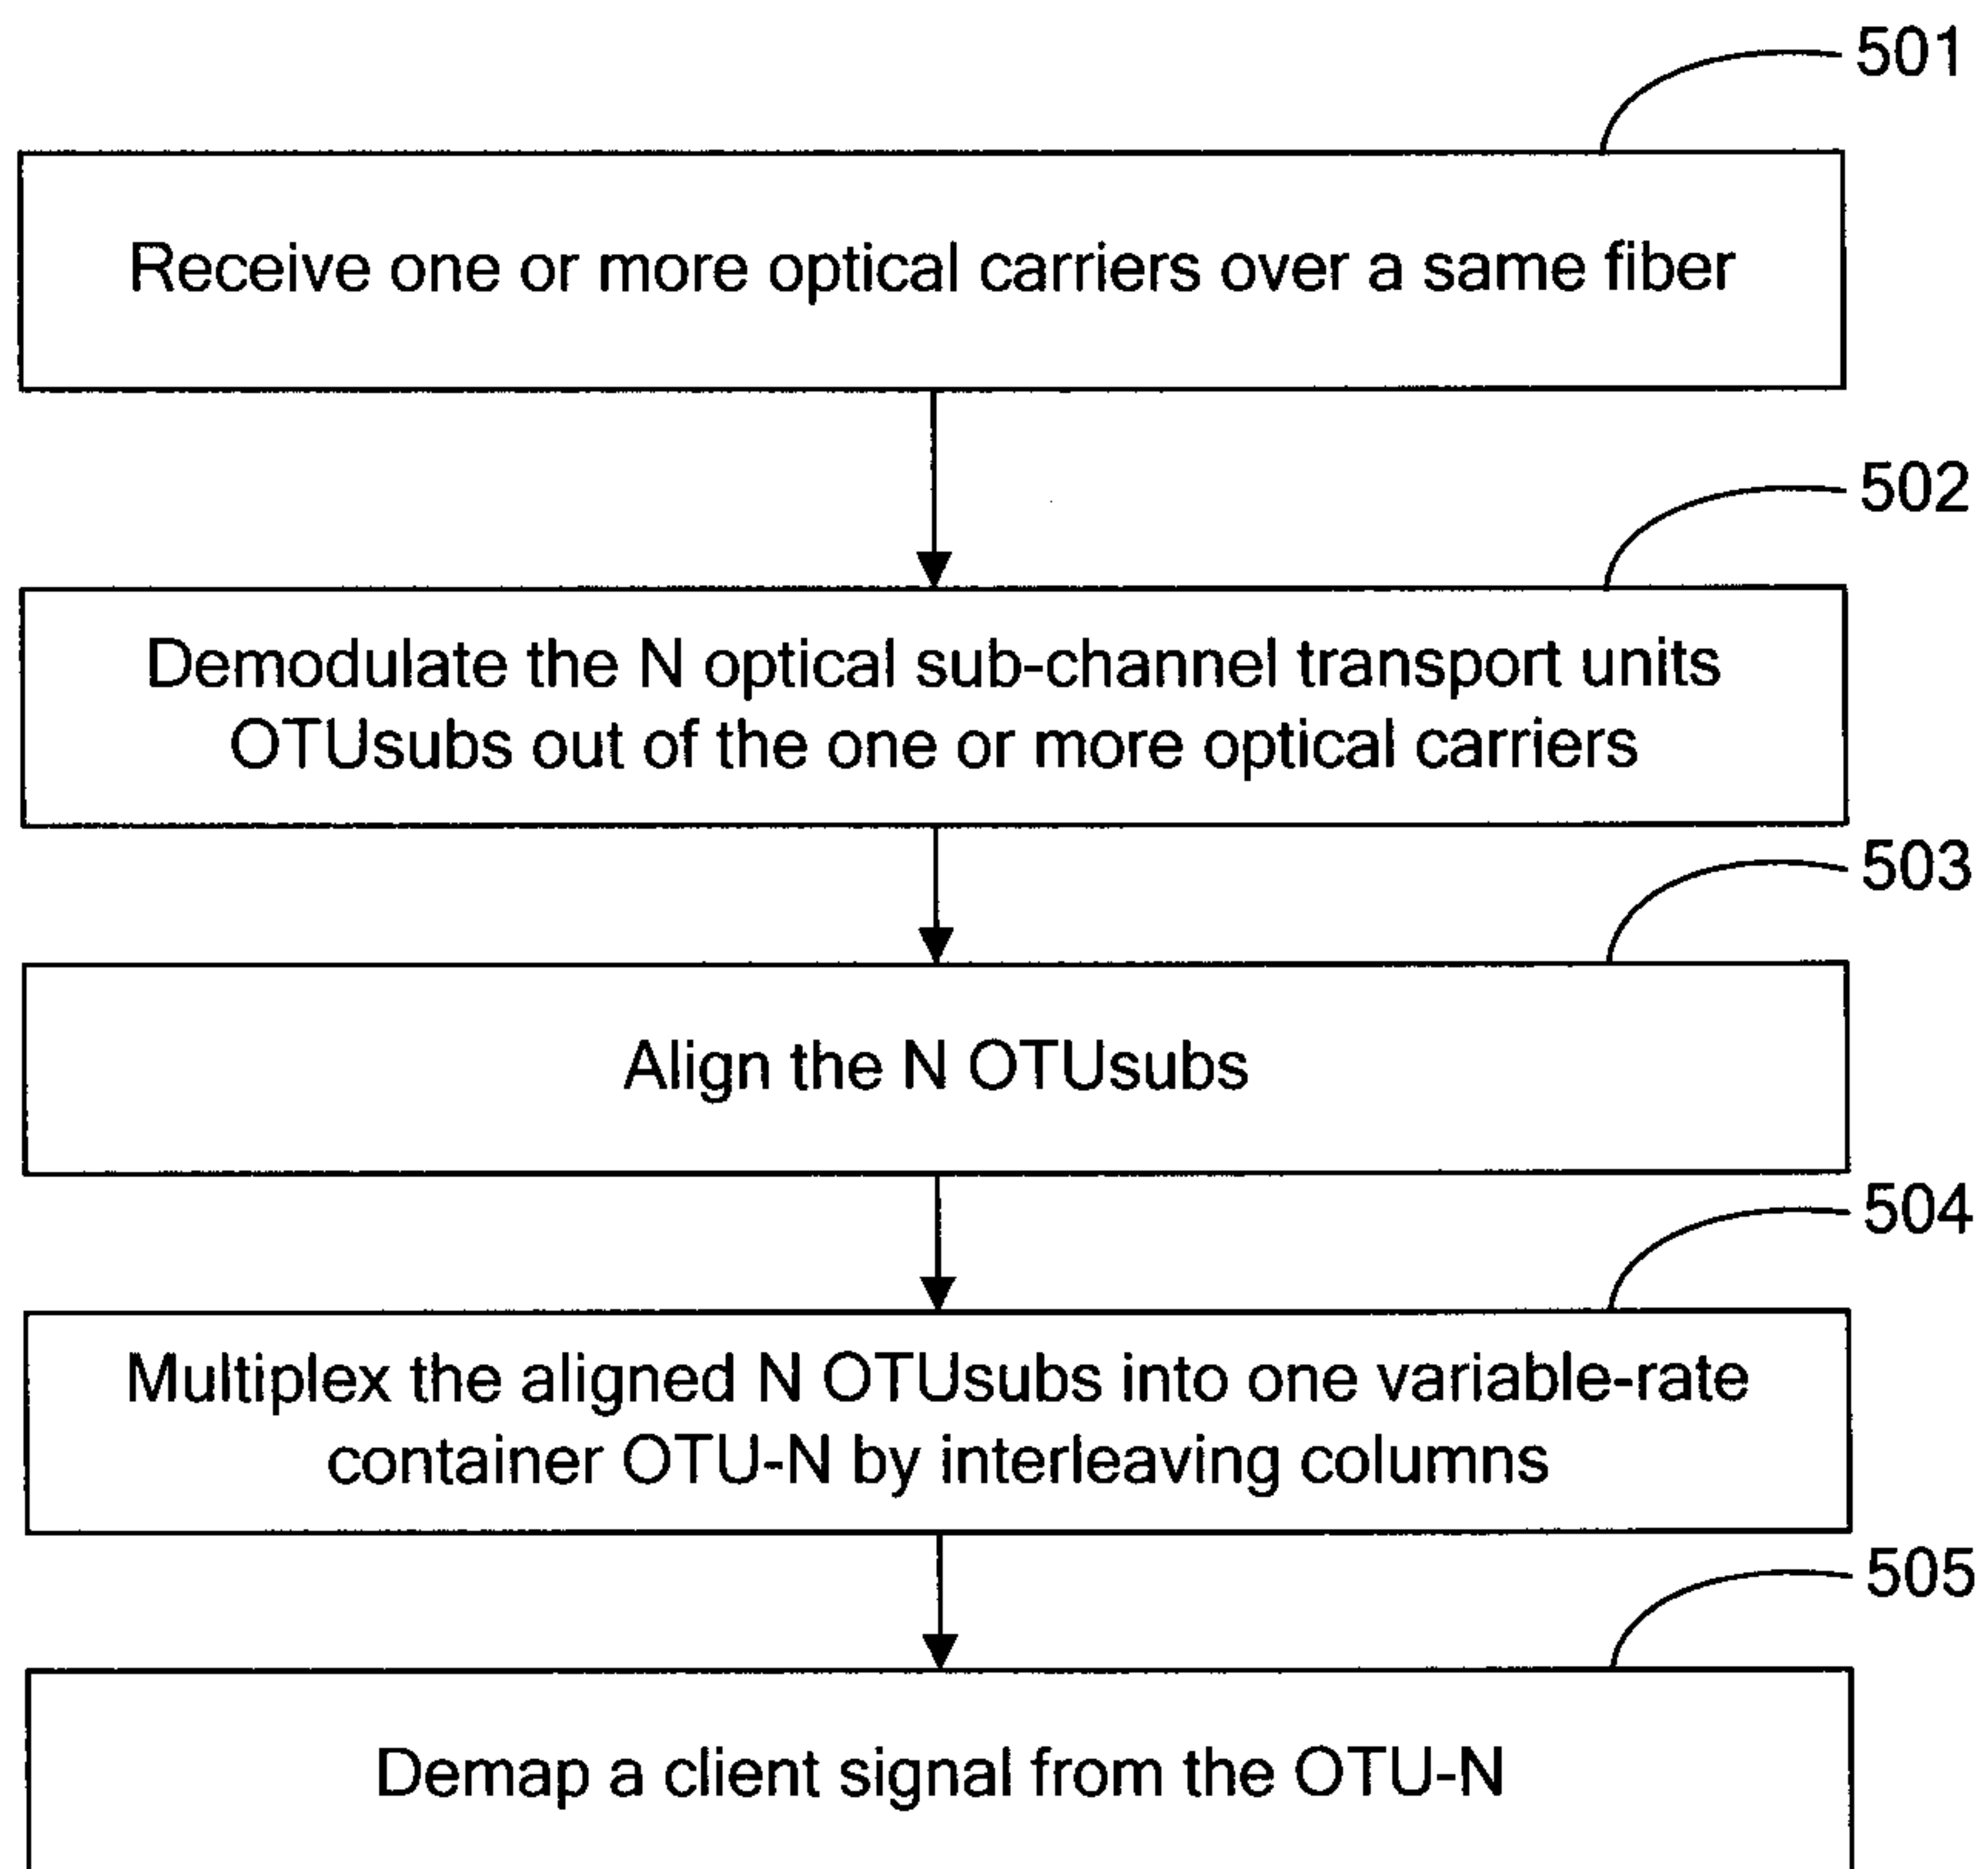 501
Receive one or more optical carriers over a same fiber
502
Demodulate the N optical sub-channel transport units
OTUsubs out of the one or more optical carriers
503
Align the N OTUsubs
504
Multiplex the aligned N OTUsubs into one variable-rate
container OTU-N by interleaving columns
505
Demap a client signal from the OTU-N